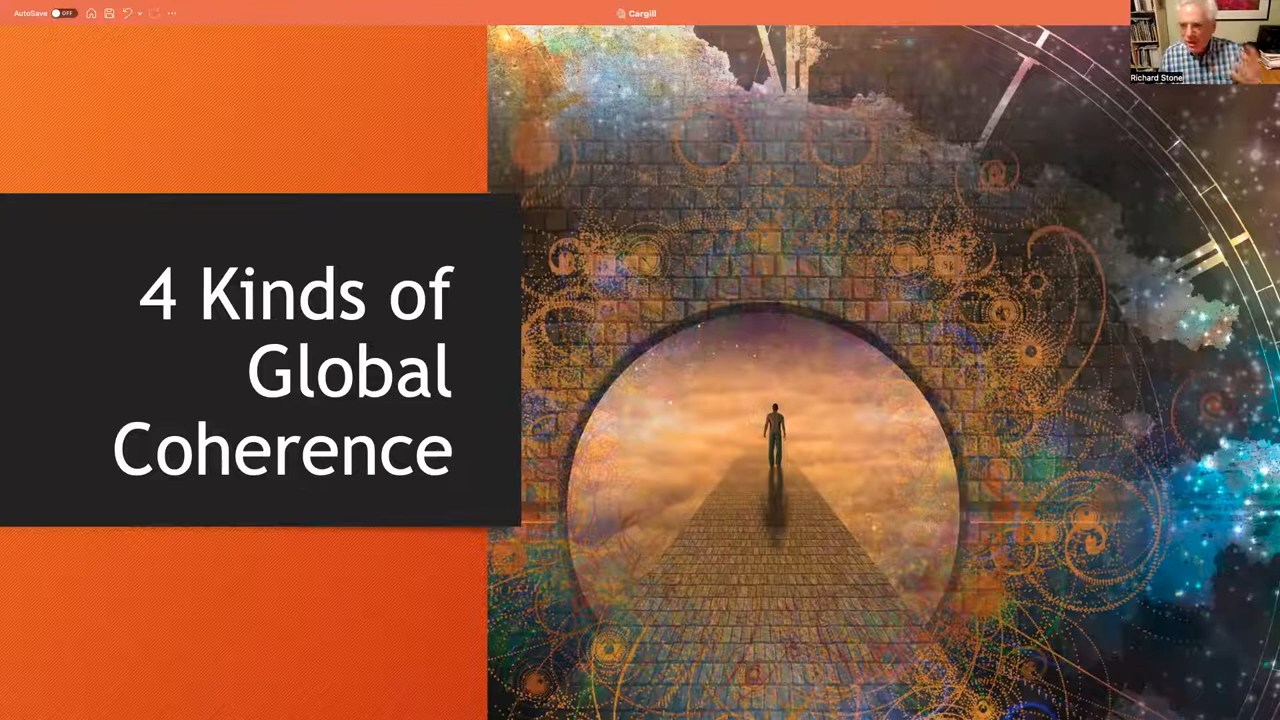 AutoSave OFF
Cargill
Richard Stone
4 Kinds of
Global
Coherence